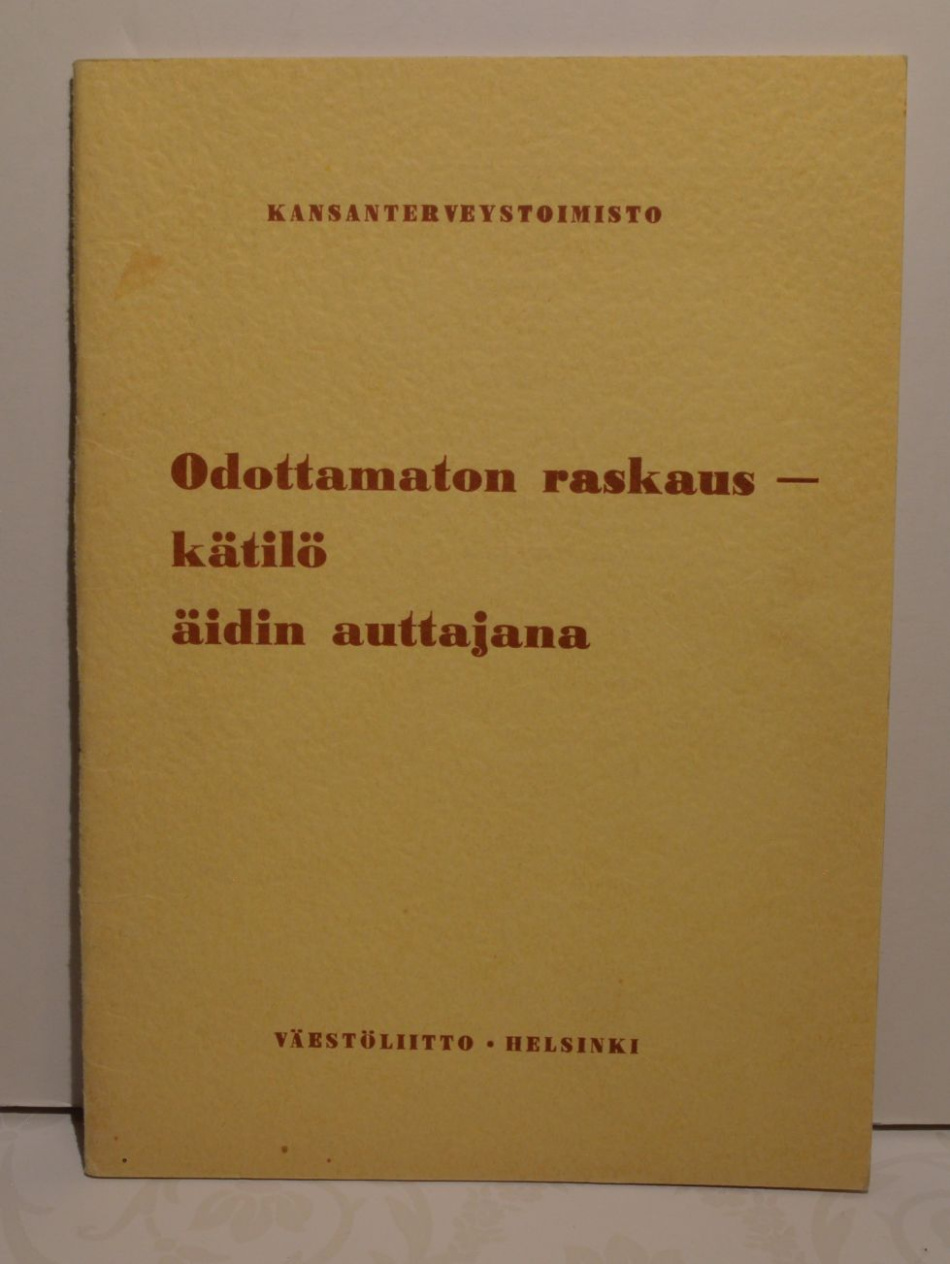 KANSANTERVEYSTOIMISTO
Odottamaton raskaus —
kätilö
äidin auttajana
VÄESTÖLIITTO • HELSINKI